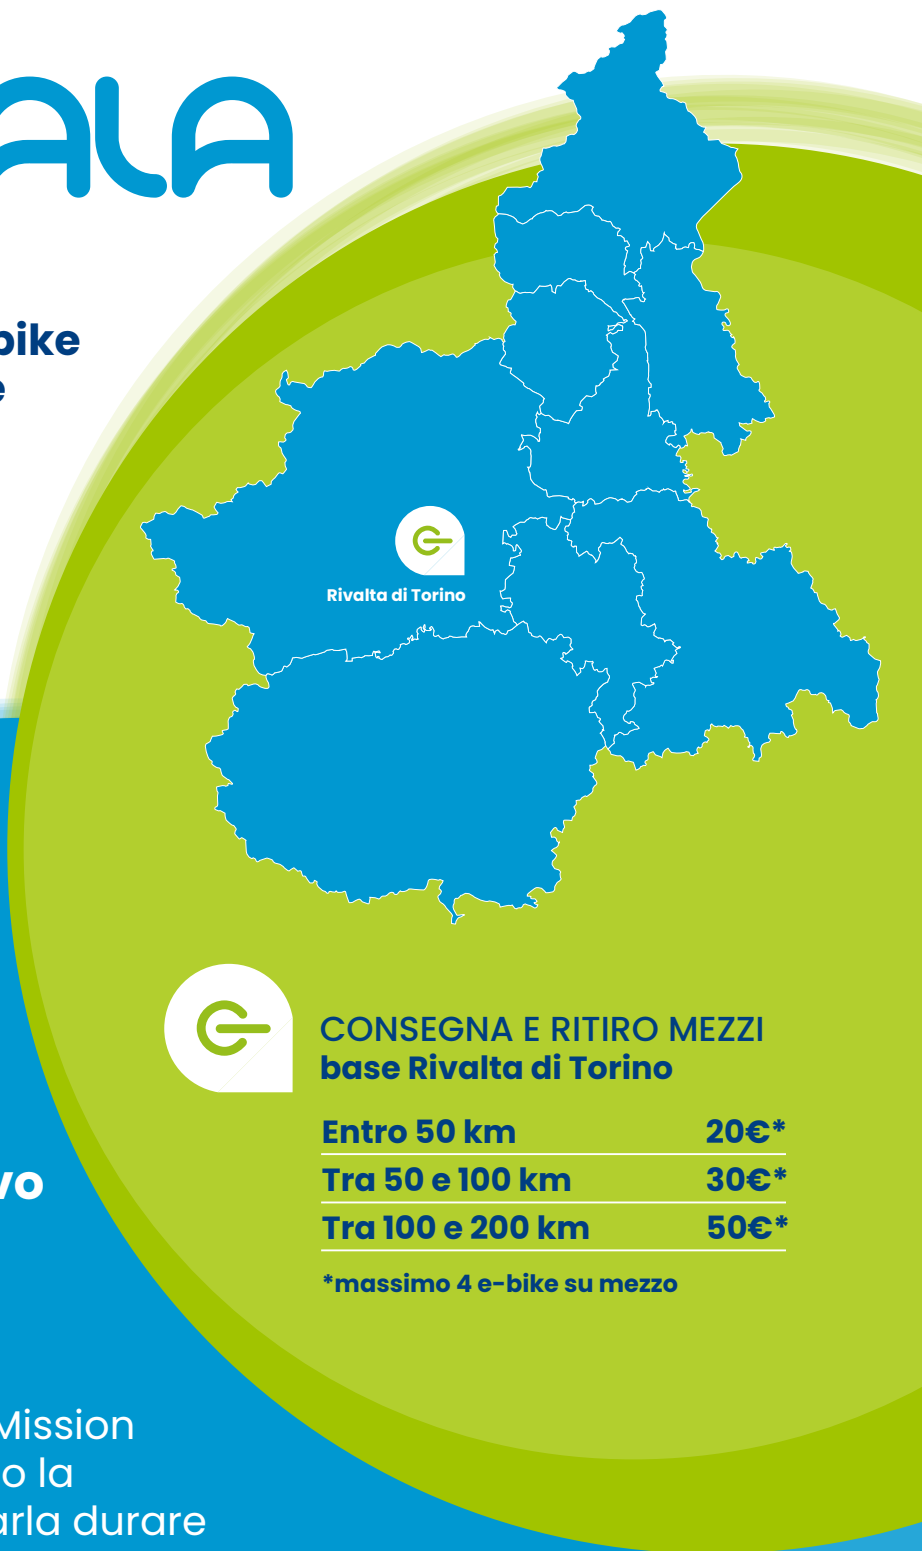 ALA
bike
e
Rivalta di Torino
CONSEGNA E RITIRO MEZZI
base Rivalta di Torino
Entro 50 km 20€*
Tra 50 e 100 km 30€*
Tra 100 e 200 km 50€*
*massimo 4 e-bike su mezzo
vo
Mission
o la
arla durare